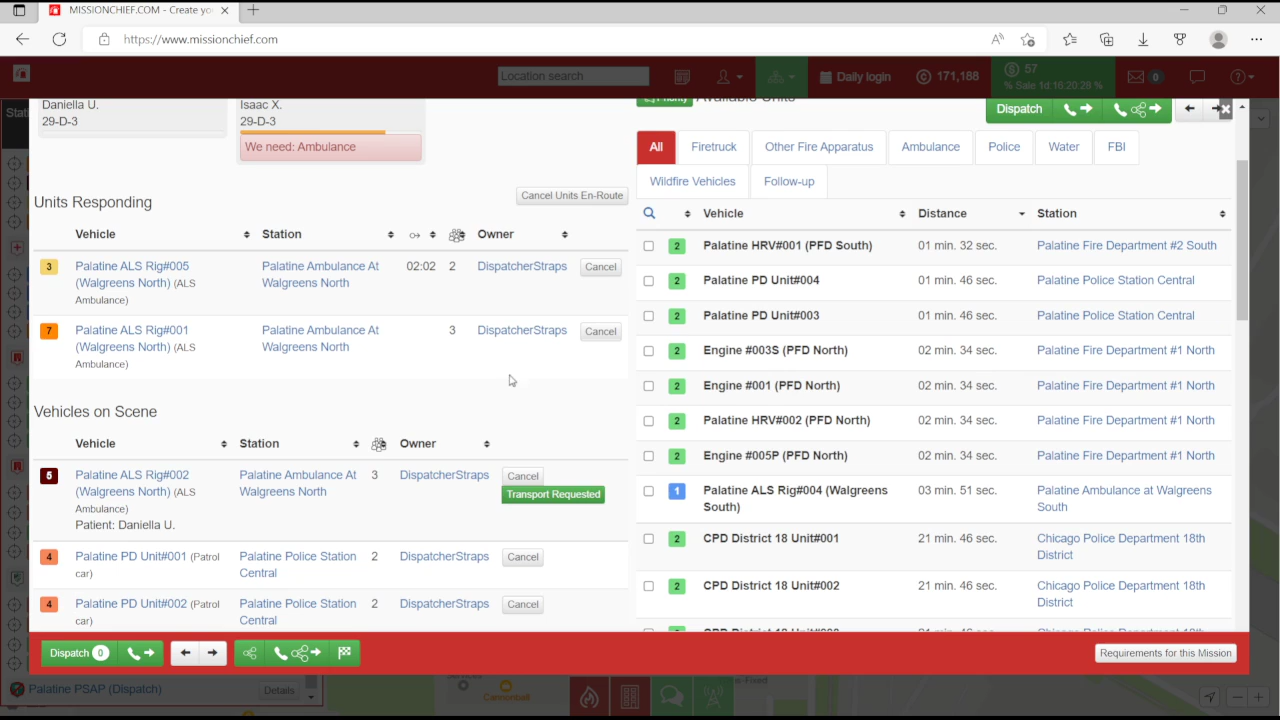 MISSIONCHIEF.COM - Create yo
https://www.missionchief.com
Location search
Daily login
171,188
57
% Sale 1d:16:20:28 %
0
Stati
Daniella U.
29-D-3
Isaac X.
29-D-3
We need: Ambulance
Units Responding
Cancel Units En-Route
Vehicle Station Owner
3 Palatine ALS Rig#005 (Walgreens North) (ALS Ambulance)
Palatine Ambulance At Walgreens North
02:02 2 DispatcherStraps Cancel
7 Palatine ALS Rig#001 (Walgreens North) (ALS Ambulance)
Palatine Ambulance At Walgreens North
3 DispatcherStraps Cancel
Vehicles on Scene
Vehicle Station Owner
5 Palatine ALS Rig#002 (Walgreens North) (ALS Ambulance)
Patient: Daniella U.
Palatine Ambulance At Walgreens North
3 DispatcherStraps Cancel
Transport Requested
4 Palatine PD Unit#001 (Patrol car)
Palatine Police Station Central
2 DispatcherStraps Cancel
4 Palatine PD Unit#002 (Patrol car)
Palatine Police Station Central
2 DispatcherStraps Cancel
Priority Available Units
Dispatch
All Firetruck Other Fire Apparatus Ambulance Police Water FBI
Wildfire Vehicles Follow-up
Vehicle Distance Station
2 Palatine HRV#001 (PFD South) 01 min. 32 sec. Palatine Fire Department #2 South
2 Palatine PD Unit#004 01 min. 46 sec. Palatine Police Station Central
2 Palatine PD Unit#003 01 min. 46 sec. Palatine Police Station Central
2 Engine #003S (PFD North) 02 min. 34 sec. Palatine Fire Department #1 North
2 Engine #001 (PFD North) 02 min. 34 sec. Palatine Fire Department #1 North
2 Palatine HRV#002 (PFD North) 02 min. 34 sec. Palatine Fire Department #1 North
2 Engine #005P (PFD North) 02 min. 34 sec. Palatine Fire Department #1 North
1 Palatine ALS Rig#004 (Walgreens South) 03 min. 51 sec. Palatine Ambulance at Walgreens South
2 CPD District 18 Unit#001 21 min. 46 sec. Chicago Police Department 18th District
2 CPD District 18 Unit#002 21 min. 46 sec. Chicago Police Department 18th District
Dispatch 0
Requirements for this Mission
Palatine PSAP (Dispatch) Details
Cannonball